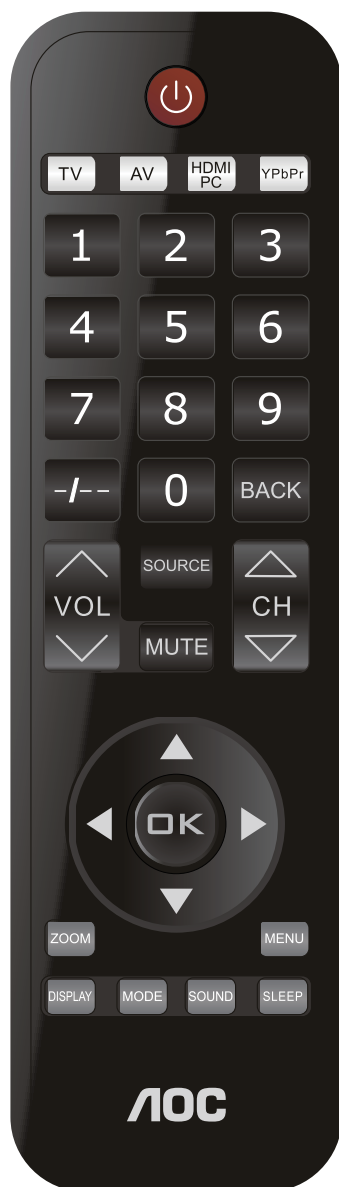 TV AV HDMI PC YPbPr
1 2 3
4 5 6
7 8 9
-/-- 0 BACK
SOURCE
VOL CH
MUTE
OK
ZOOM MENU
DISPLAY MODE SOUND SLEEP
AOC